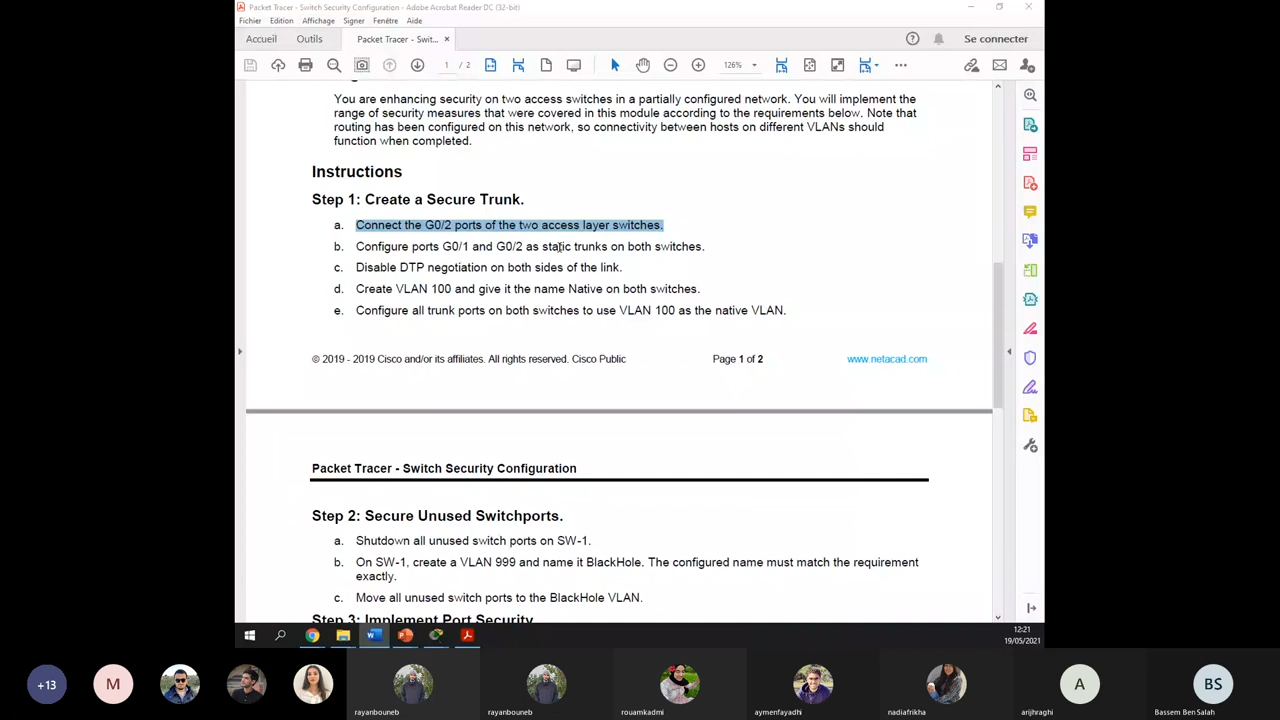 Packet Tracer - Switch Security Configuration - Adobe Acrobat Reader DC (32-bit)
Fichier Edition Affichage Signer Fenêtre Aide
Accueil Outils Packet Tracer - Swit... × Se connecter
1 / 2 126%
You are enhancing security on two access switches in a partially configured network. You will implement the
range of security measures that were covered in this module according to the requirements below. Note that
routing has been configured on this network, so connectivity between hosts on different VLANs should
function when completed.
Instructions
Step 1: Create a Secure Trunk.
a. Connect the G0/2 ports of the two access layer switches.
b. Configure ports G0/1 and G0/2 as static trunks on both switches.
c. Disable DTP negotiation on both sides of the link.
d. Create VLAN 100 and give it the name Native on both switches.
e. Configure all trunk ports on both switches to use VLAN 100 as the native VLAN.
© 2019 - 2019 Cisco and/or its affiliates. All rights reserved. Cisco Public Page 1 of 2 www.netacad.com
Packet Tracer - Switch Security Configuration
Step 2: Secure Unused Switchports.
a. Shutdown all unused switch ports on SW-1.
b. On SW-1, create a VLAN 999 and name it BlackHole. The configured name must match the requirement
exactly.
c. Move all unused switch ports to the BlackHole VLAN.
Step 3: Implement Port Security.
12:21
19/05/2021
+13 M A BS
rayanbouneb rayanbouneb rouamkadmi aymenfayadhi nadiafrikha arijhraghi Bassem Ben Salah